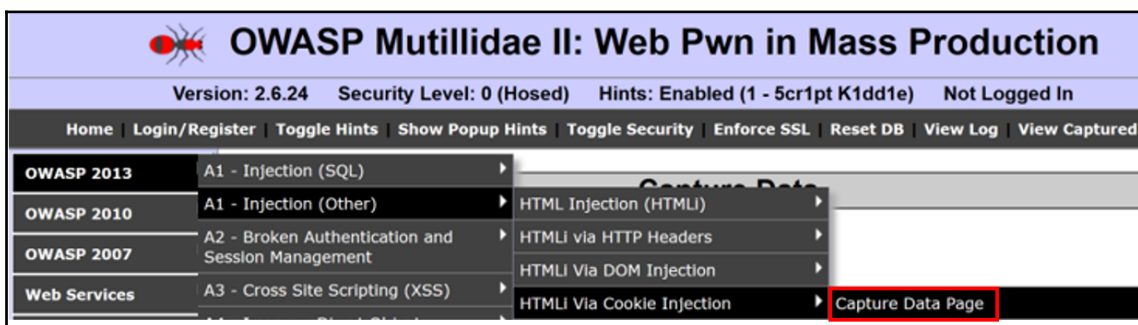 OWASP Mutillidae II: Web Pwn in Mass Production
Version: 2.6.24 Security Level: 0 (Hosed) Hints: Enabled (1 - 5cr1pt K1dd1e) Not Logged In
Home Login/Register Toggle Hints Show Popup Hints Toggle Security Enforce SSL Reset DB View Log View Captured
OWASP 2013
OWASP 2010
OWASP 2007
Web Services
A1 - Injection (SQL)
A1 - Injection (Other)
A2 - Broken Authentication and
Session Management
A3 - Cross Site Scripting (XSS)
Capture Data
HTML Injection (HTMLi)
HTMLi via HTTP Headers
HTMLi Via DOM Injection
HTMLi Via Cookie Injection
Capture Data Page